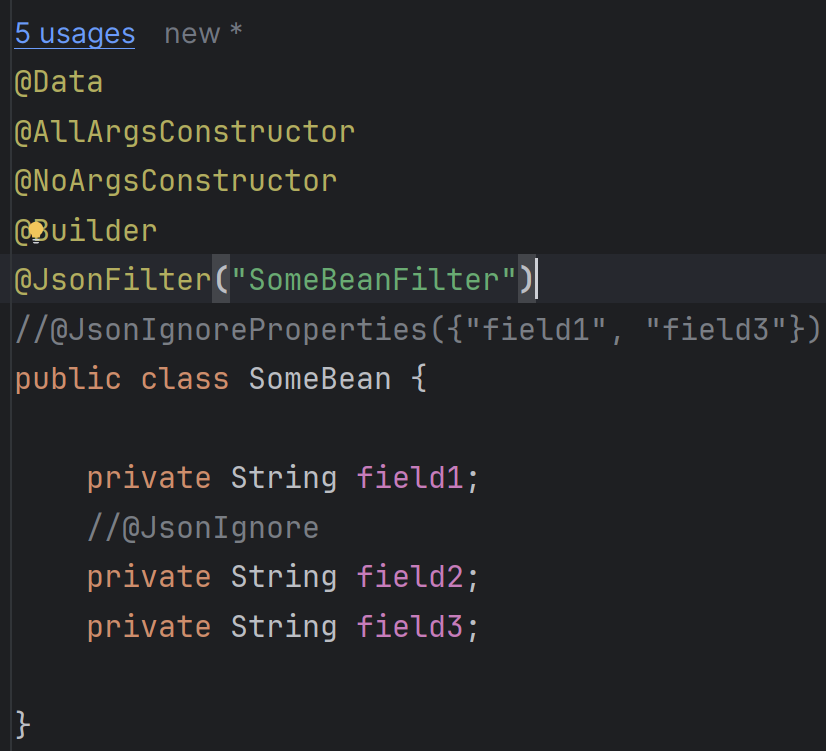 5 usages new *
@Data
@AllArgsConstructor
@NoArgsConstructor
@Builder
@JsonFilter("SomeBeanFilter")
//@JsonIgnoreProperties({"field1", "field3"})
public class SomeBean {
private String field1;
//@JsonIgnore
private String field2;
private String field3;
}